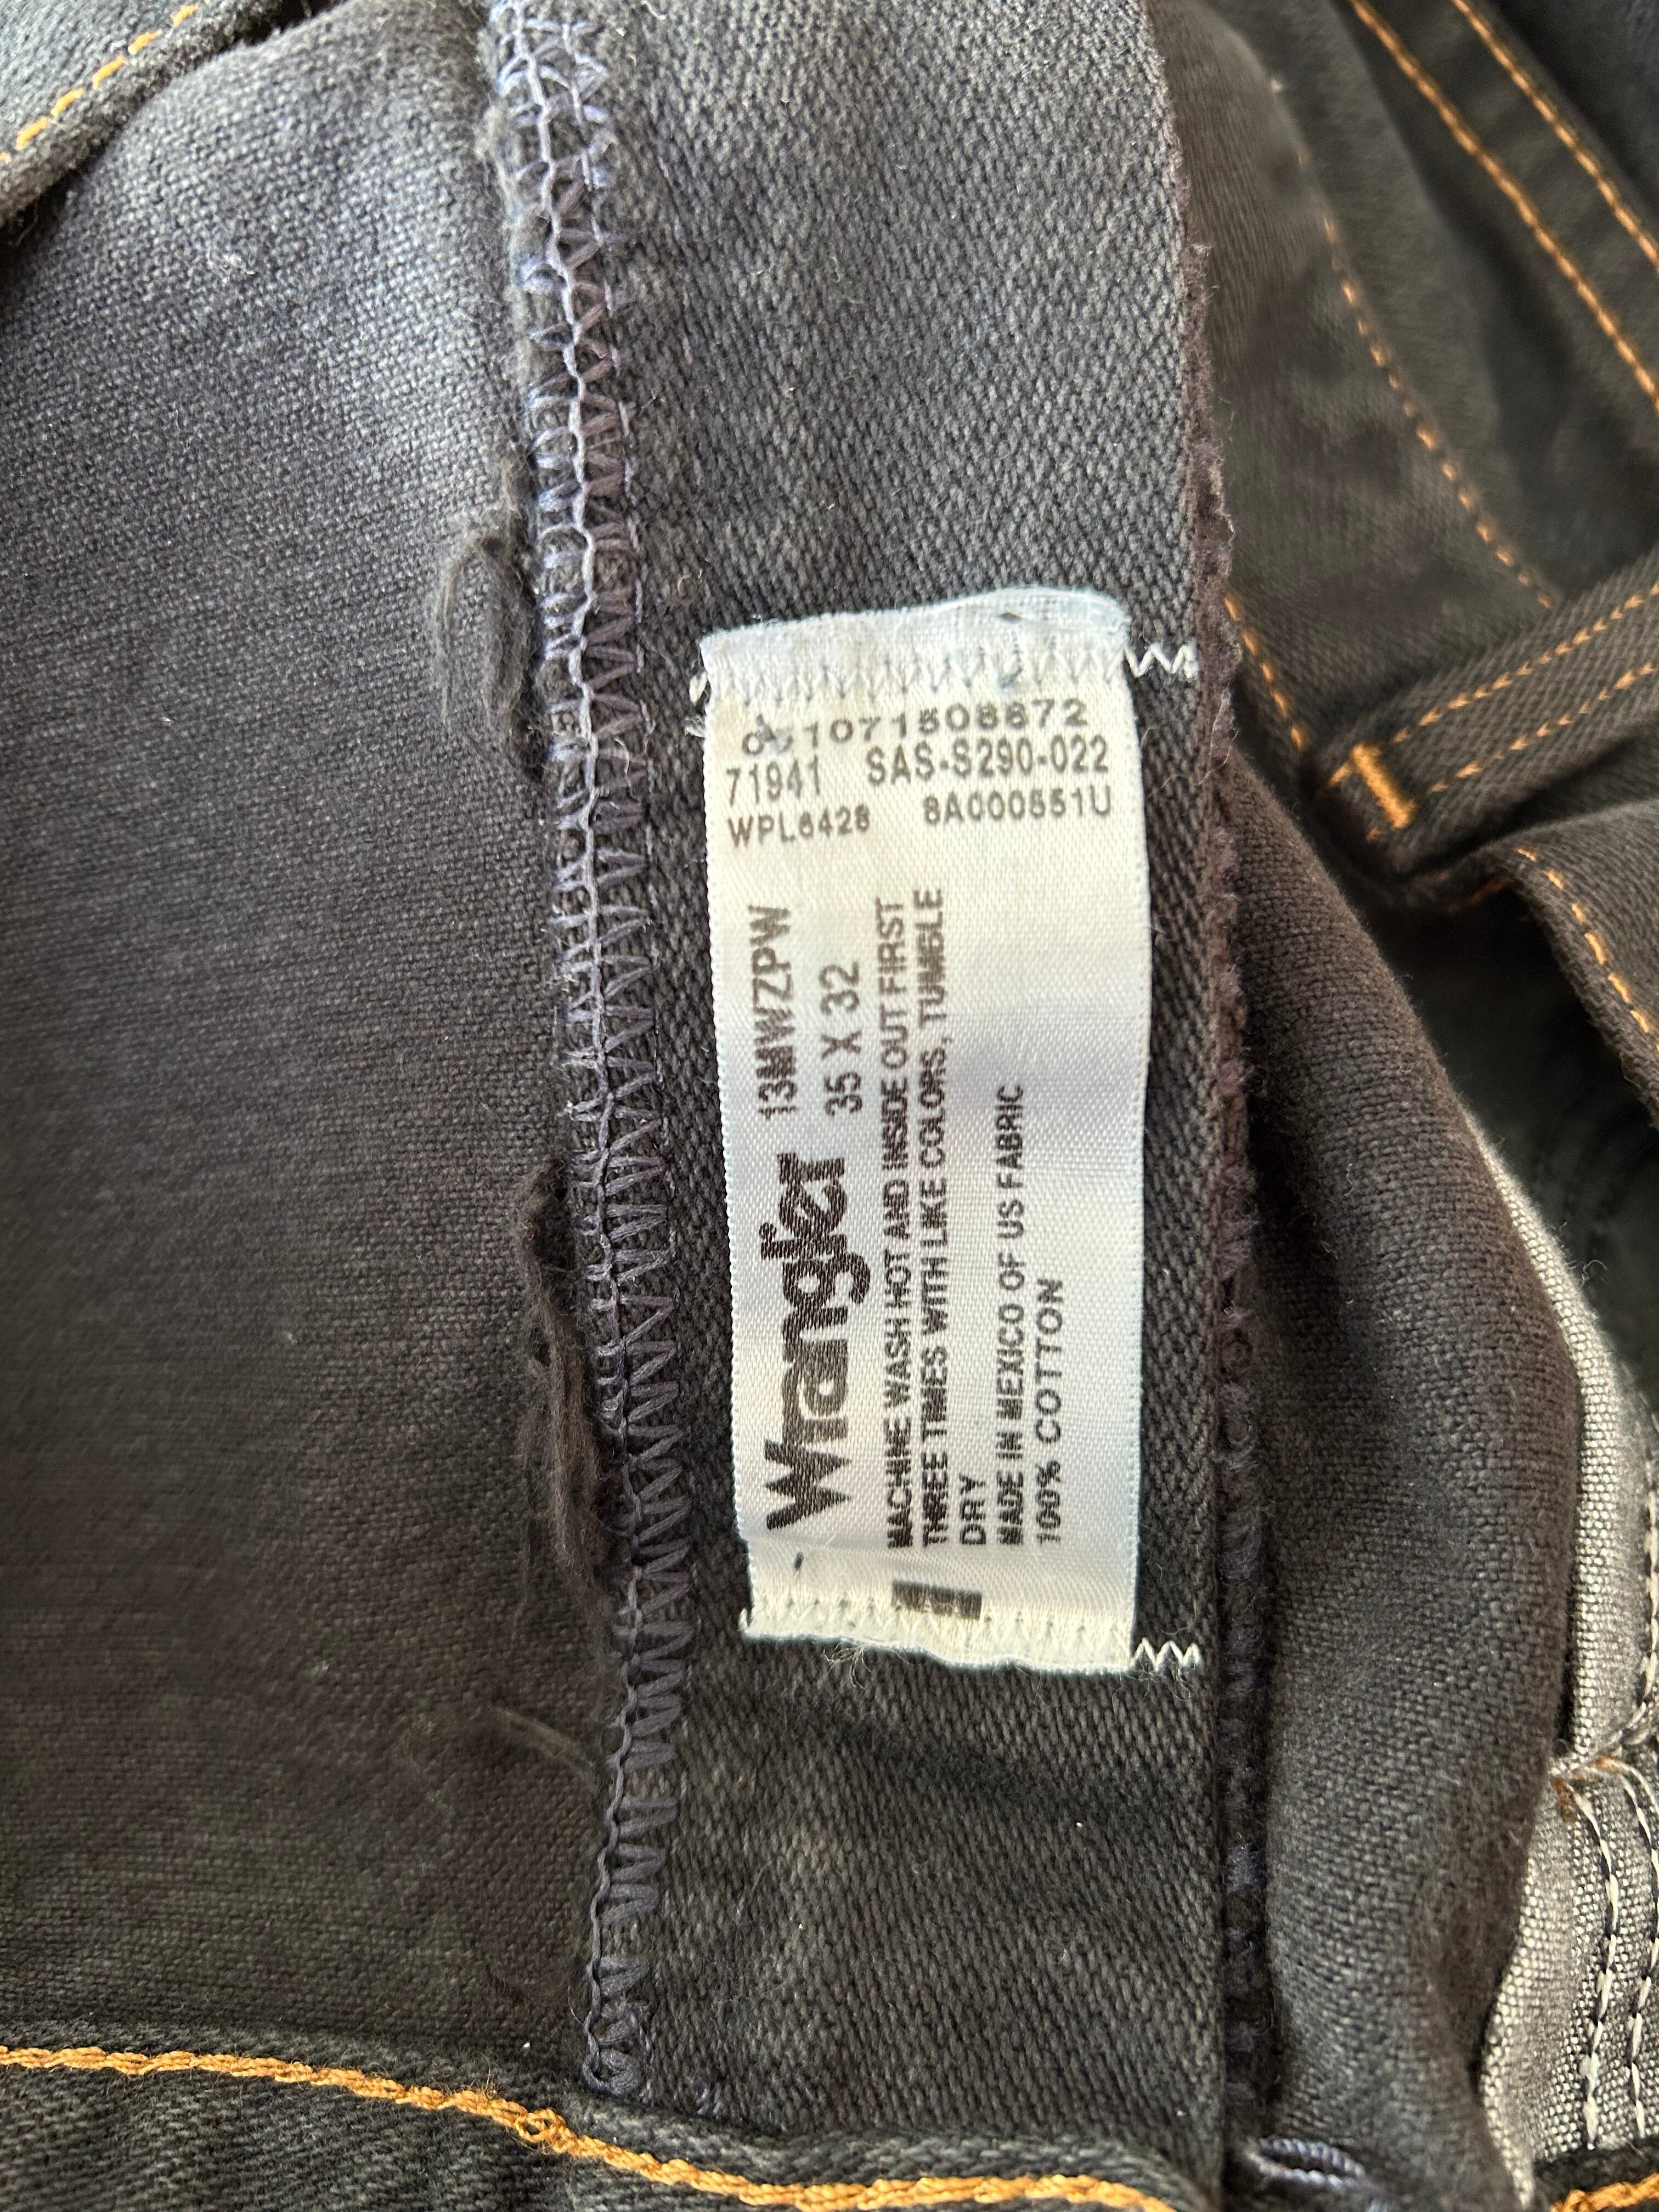 051071508872
71941 SAS-S290-022
WPL6428 8A000551U
Wrangler 13MWZPW
35 X 32
MACHINE WASH HOT AND INSIDE OUT FIRST
THREE TIMES WITH LIKE COLORS, TUMBLE
DRY
MADE IN MEXICO OF US FABRIC
100% COTTON